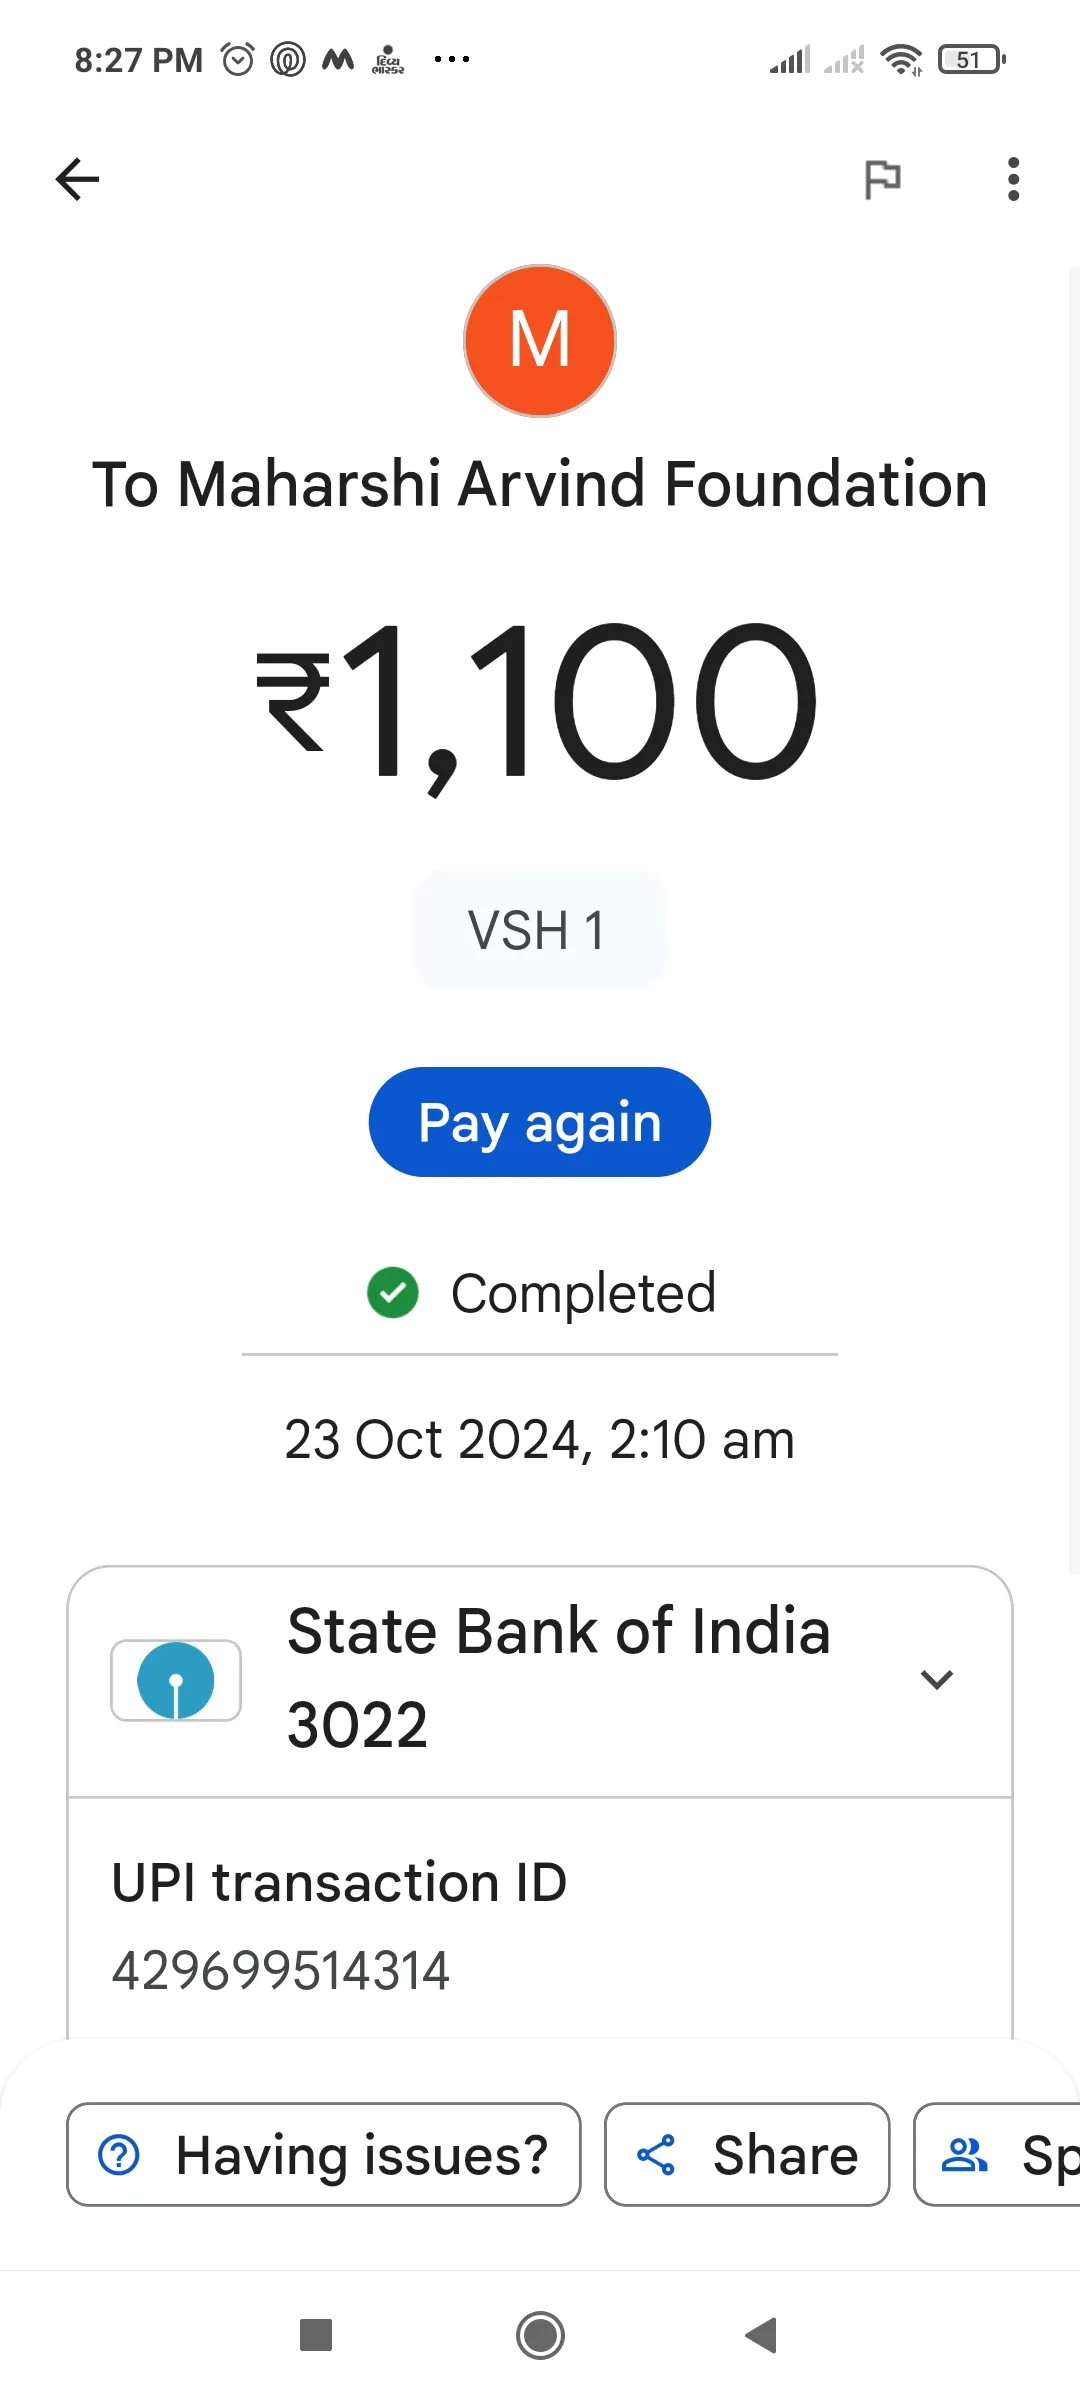 8:27 PM
દિવ્ય
ભાસ્કર
51
M
To Maharshi Arvind Foundation
₹1,100
VSH 1
Pay again
Completed
23 Oct 2024, 2:10 am
State Bank of India
3022
UPI transaction ID
429699514314
Having issues?
Share
Sp